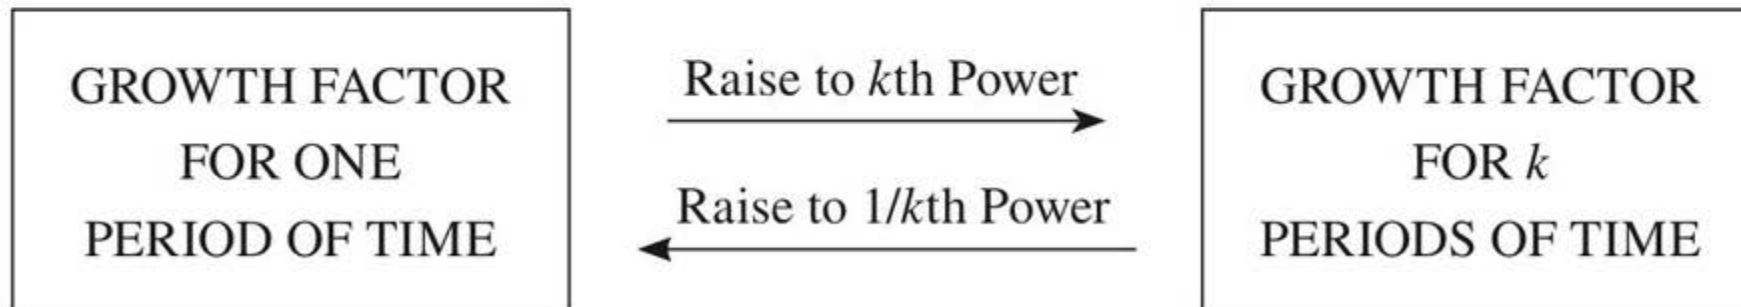 GROWTH FACTOR
FOR ONE
PERIOD OF TIME
Raise to kth Power
Raise to 1/kth Power
GROWTH FACTOR
FOR k
PERIODS OF TIME